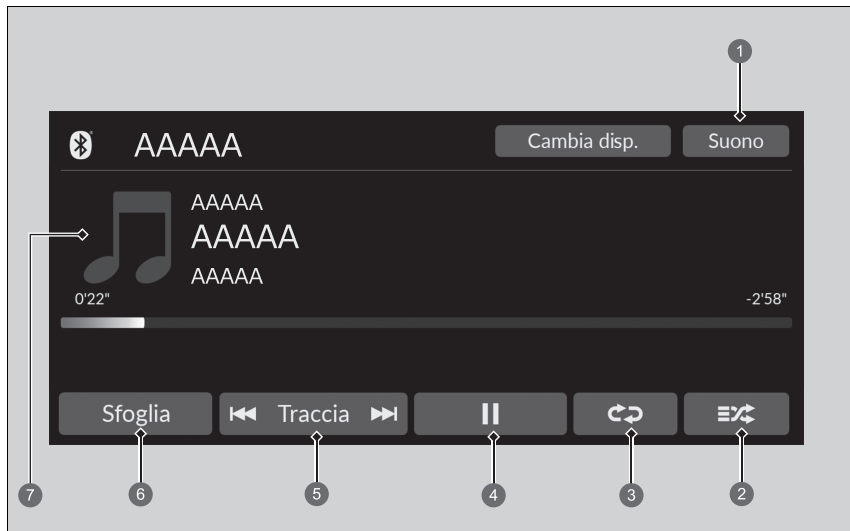 1
AAAAA
Cambia disp.
Suono
AAAAA
AAAAA
AAAAA
7
0'22"
-2'58"
Sfoglia
Traccia
6
5
4
3
2